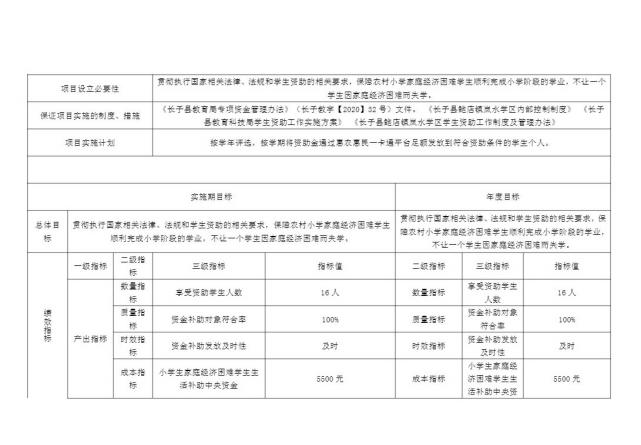 项目设立必要性
贯彻执行国家相关法律、法规和学生资助的相关要求，保障农村小学家庭经济困难学生顺利完成小学阶段的学业，不让一个
学生因家庭经济困难而失学。
保证项目实施的制度、措施
《长子县教育局专项资金管理办法》（长子教字【2020】32号）文件。 《长子县鲍店镇岚水学区内部控制制度》 《长子
县教育科技局学生资助工作实施方案》 《长子县鲍店镇岚水学区学生资助工作制度及管理办法》
项目实施计划
按学年评选，按学期将资助金通过惠农惠民一卡通平台足额发放到符合资助条件的学生个人。
实施期目标
年度目标
总体目
标
贯彻执行国家相关法律、法规和学生资助的相关要求，保障农村小学家庭经济困难学生
顺利完成小学阶段的学业，不让一个学生因家庭经济困难而失学。
贯彻执行国家相关法律、法规和学生资助的相关要求，保
障农村小学家庭经济困难学生顺利完成小学阶段的学业，
不让一个学生因家庭经济困难而失学。
绩
效
指
标
一级指标
二级指
标
三级指标
指标值
二级指标
三级指标
指标值
产出指标
数量指
标
享受资助学生人数
16人
数量指标
享受资助学生
人数
16人
质量指
标
资金补助对象符合率
100%
质量指标
资金补助对象
符合率
100%
时效指
标
资金补助发放及时性
及时
时效指标
资金补助发放
及时性
及时
成本指
标
小学生家庭经济困难学生生
活补助中央资金
5500元
成本指标
小学生家庭经
济困难学生生
活补助中央资
5500元